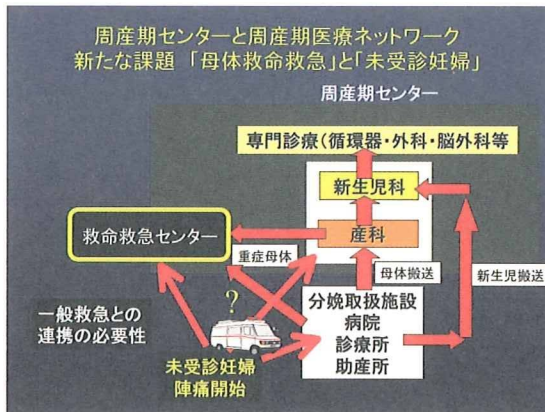 周産期センターと周産期医療ネットワーク
新たな課題 「母体救命救急」と「未受診妊婦」
周産期センター
専門診療(循環器・外科・脳外科等
新生児科
救命救急センター
産科
重症母体
母体搬送
新生児搬送
一般救急との
連携の必要性
?
分娩取扱施設
病院
診療所
助産所
未受診妊婦
陣痛開始